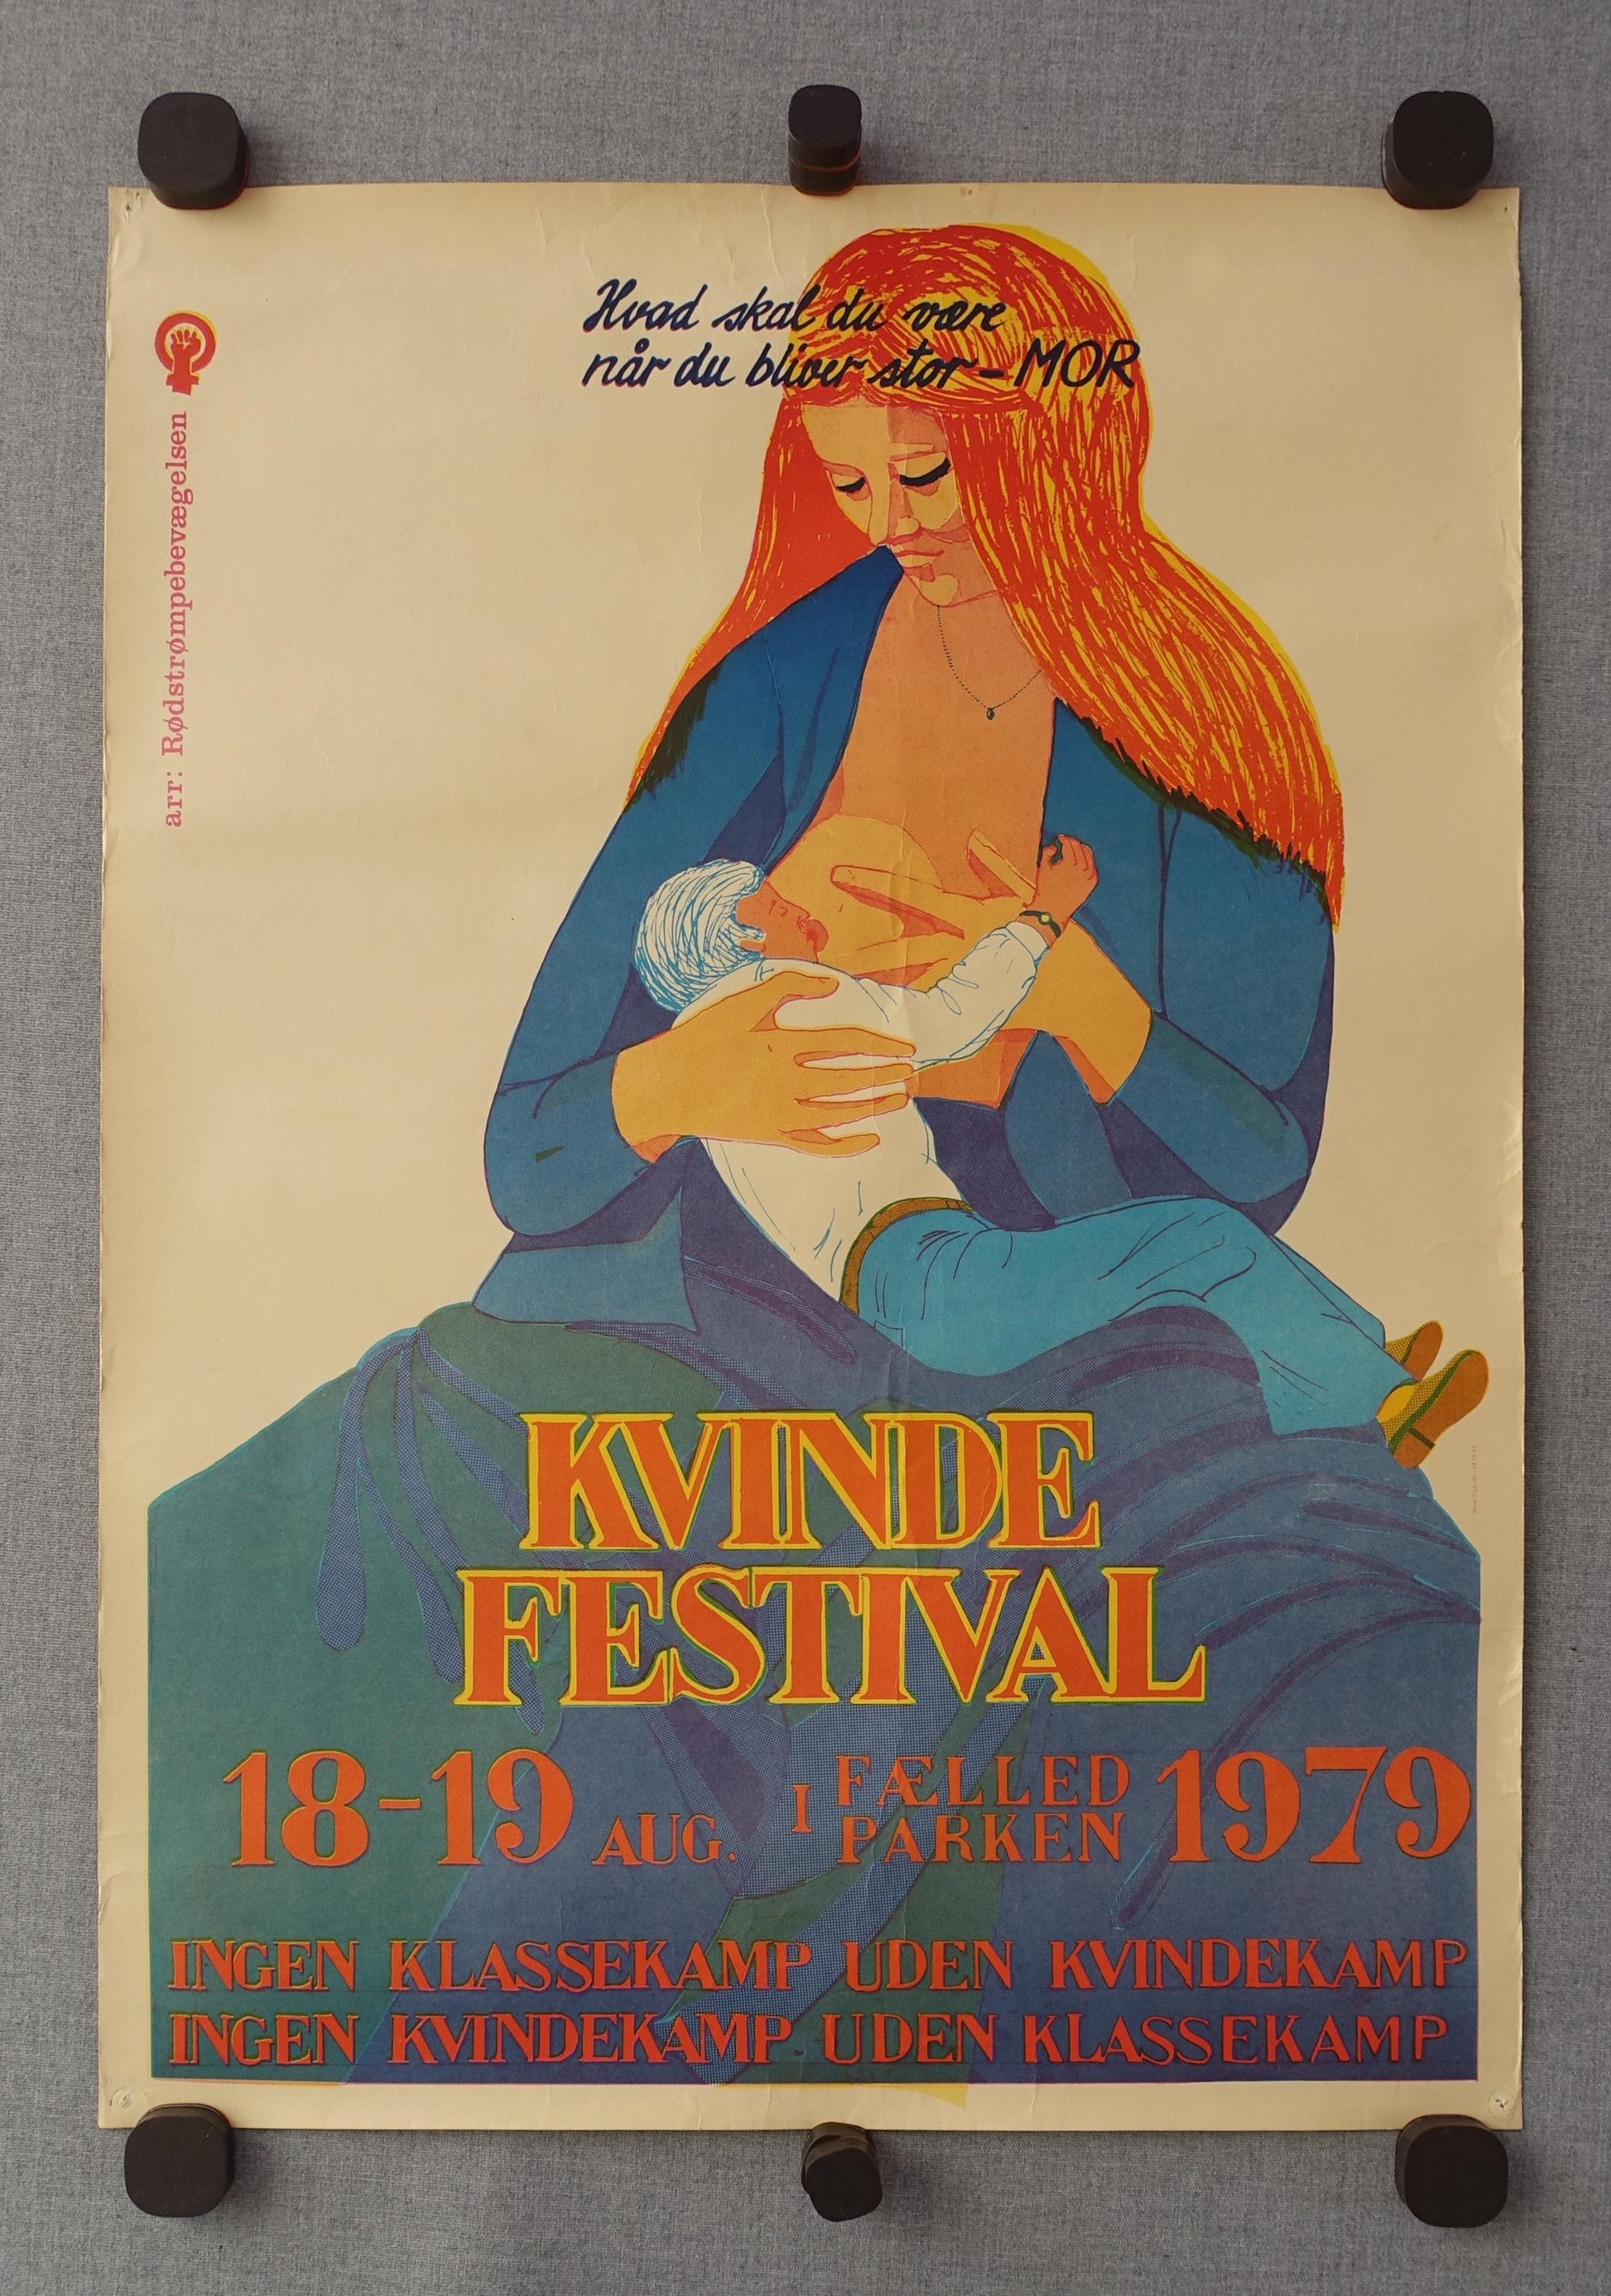 Hvad skal du være
når du bliver stor - MOR
arr: Rødstrømpebevægelsen
KVINDE
FESTIVAL
18-19 AUG. I FÆLLED PARKEN 1979
INGEN KLASSEKAMP UDEN KVINDEKAMP
INGEN KVINDEKAMP UDEN KLASSEKAMP